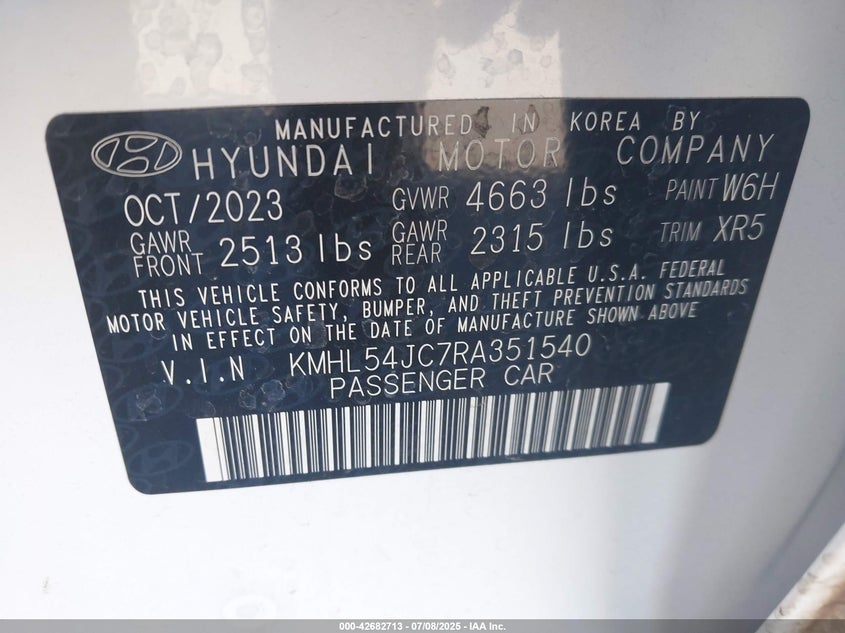 MANUFACTURED IN KOREA BY
HYUNDAI MOTOR COMPANY
OCT/2023 GVWR 4663 lbs PAINT W6H
GAWR FRONT 2513 lbs GAWR REAR 2315 lbs TRIM XR5
THIS VEHICLE CONFORMS TO ALL APPLICABLE U.S.A. FEDERAL
MOTOR VEHICLE SAFETY, BUMPER, AND THEFT PREVENTION STANDARDS
IN EFFECT ON THE DATE OF MANUFACTURE SHOWN ABOVE
V.I.N KMHL54JC7RA351540
PASSENGER CAR
000-42682713 - 07/08/2025 - IAA Inc.